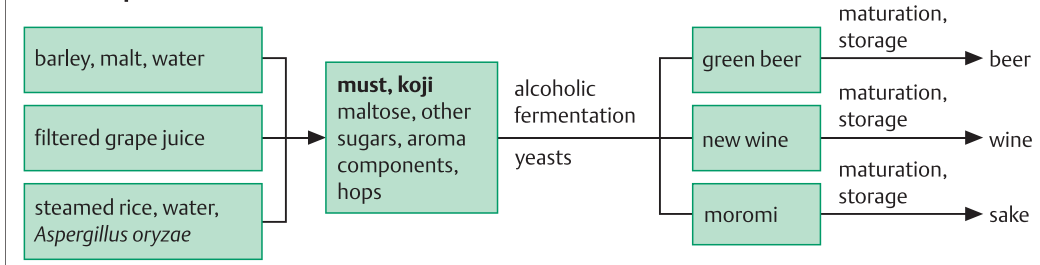 barley, malt, water
filtered grape juice
steamed rice, water,
Aspergillus oryzae
must, koji
maltose, other
sugars, aroma
components,
hops
alcoholic
fermentation
yeasts
green beer
maturation,
storage
beer
new wine
maturation,
storage
wine
moromi
maturation,
storage
sake